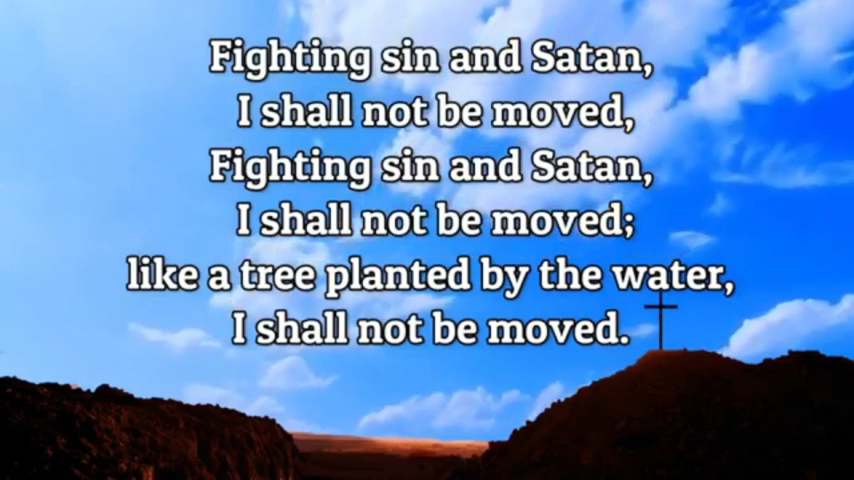 Fighting sin and Satan,
I shall not be moved,
Fighting sin and Satan,
I shall not be moved;
like a tree planted by the water,
I shall not be moved.